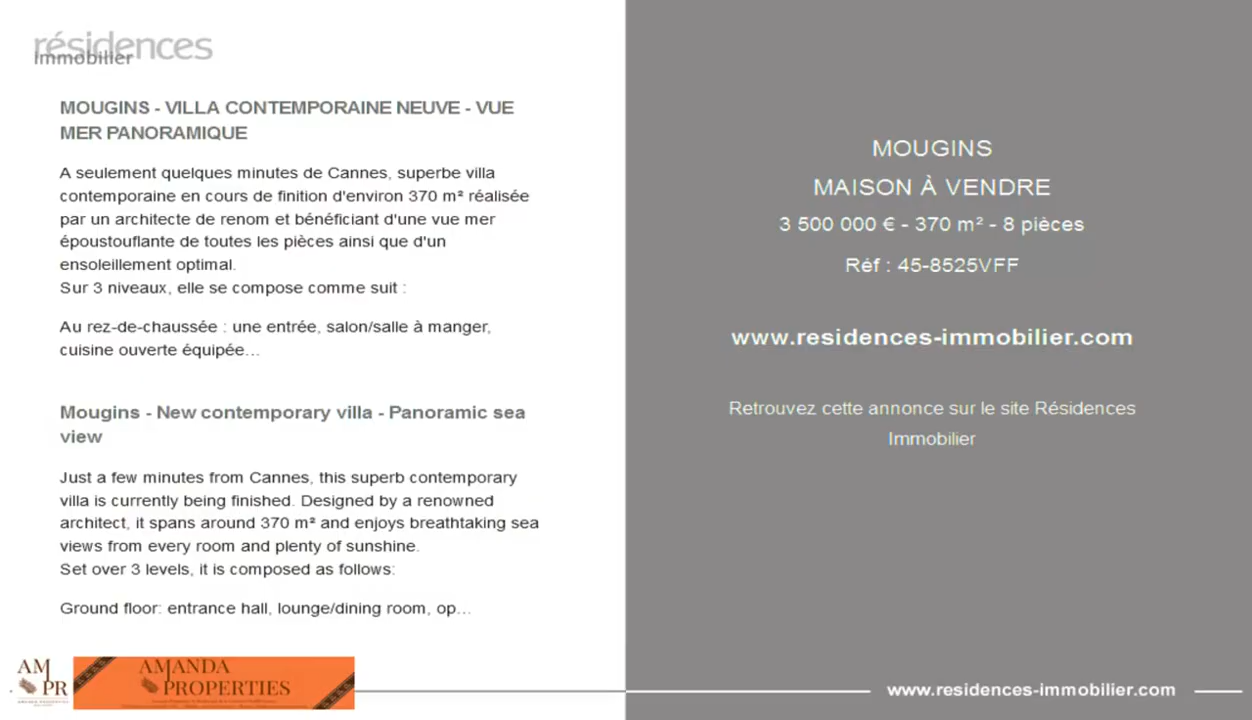 résidences
Immobilier
MOUGINS - VILLA CONTEMPORAINE NEUVE - VUE
MER PANORAMIQUE
A seulement quelques minutes de Cannes, superbe villa
contemporaine en cours de finition d'environ 370 m² réalisée
par un architecte de renom et bénéficiant d'une vue mer
époustouflante de toutes les pièces ainsi que d'un
ensoleillement optimal.
Sur 3 niveaux, elle se compose comme suit :
Au rez-de-chaussée : une entrée, salon/salle à manger,
cuisine ouverte équipée...
Mougins - New contemporary villa - Panoramic sea
view
Just a few minutes from Cannes, this superb contemporary
villa is currently being finished. Designed by a renowned
architect, it spans around 370 m² and enjoys breathtaking sea
views from every room and plenty of sunshine.
Set over 3 levels, it is composed as follows:
Ground floor: entrance hall, lounge/dining room, op...
AM
PR
AMANDA
PROPERTIES
MOUGINS
MAISON À VENDRE
3 500 000 € - 370 m² - 8 pièces
Réf : 45-8525VFF
www.residences-immobilier.com
Retrouvez cette annonce sur le site Résidences
Immobilier
www.residences-immobilier.com